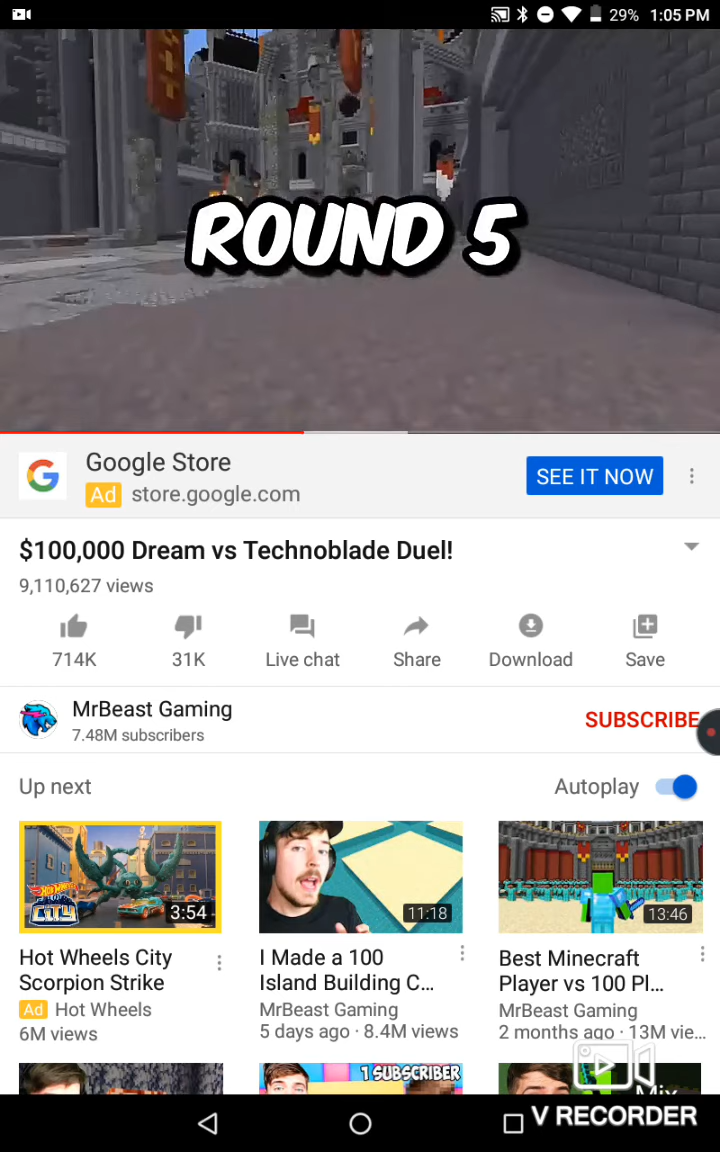 29% 1:05 PM
ROUND 5
Google Store
Ad store.google.com
SEE IT NOW
$100,000 Dream vs Technoblade Duel!
9,110,627 views
714K 31K Live chat Share Download Save
MrBeast Gaming
7.48M subscribers
SUBSCRIBE
Up next
Autoplay
HOT WHEELS
CITY
3:54
Hot Wheels City
Scorpion Strike
Ad Hot Wheels
6M views
11:18
I Made a 100
Island Building C...
MrBeast Gaming
5 days ago · 8.4M views
13:46
Best Minecraft
Player vs 100 Pl...
MrBeast Gaming
2 months ago · 13M vie...
1 SUBSCRIBER
Mix
V RECORDER